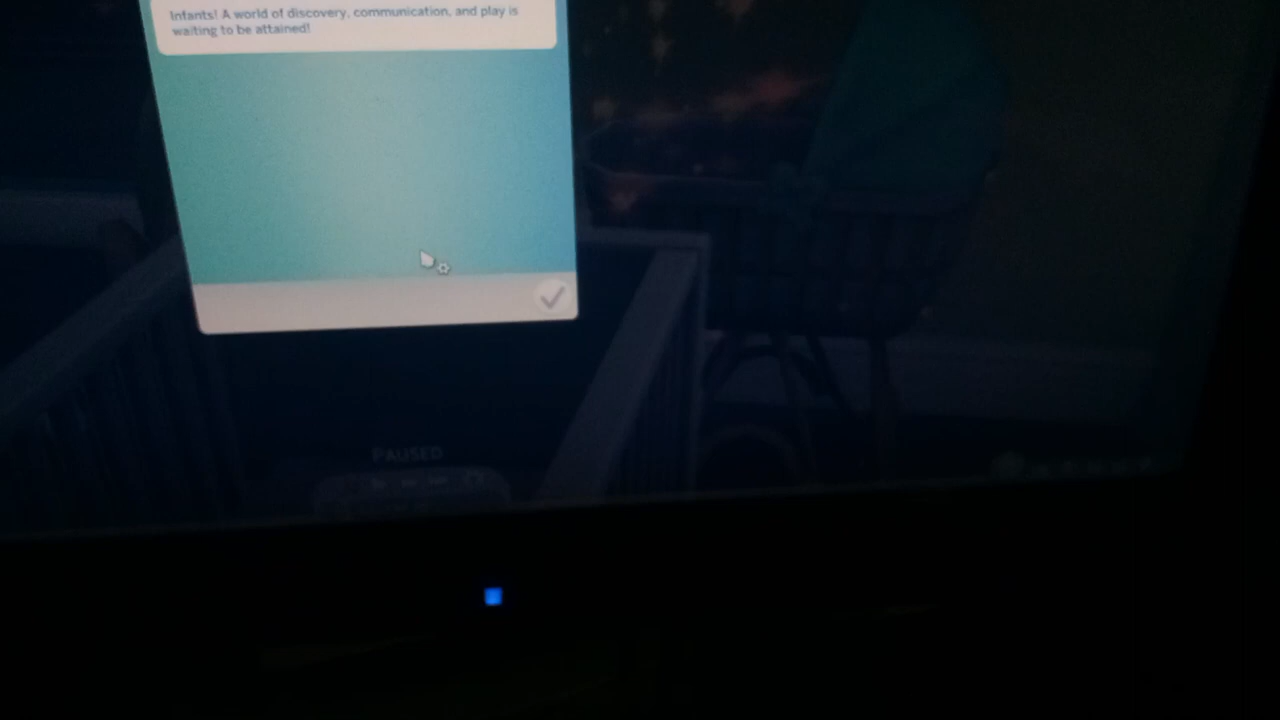 Infants! A world of discovery, communication, and play is
waiting to be attained!
PAUSED